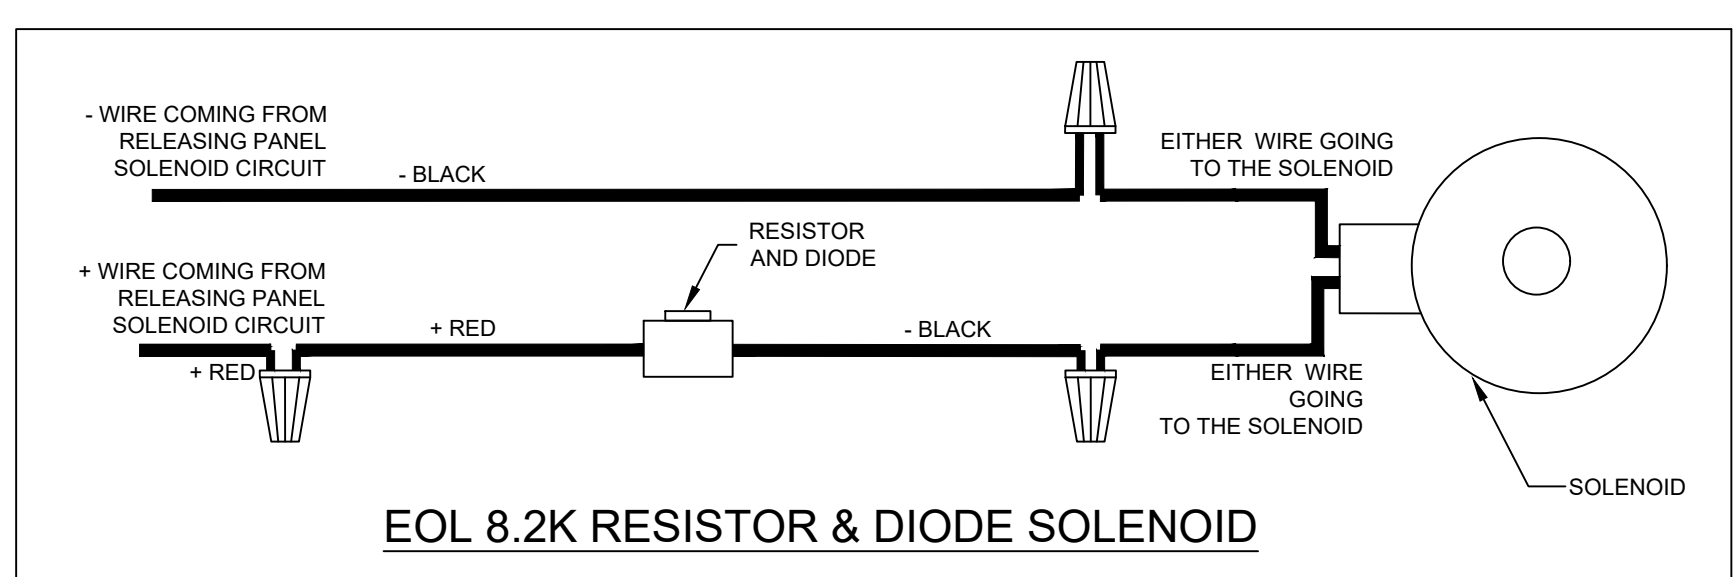 - WIRE COMING FROM
RELEASING PANEL
SOLENOID CIRCUIT
- BLACK
EITHER WIRE GOING
TO THE SOLENOID
RESISTOR
AND DIODE
+ WIRE COMING FROM
RELEASING PANEL
SOLENOID CIRCUIT
+ RED
+ RED
- BLACK
EITHER WIRE
GOING
TO THE SOLENOID
SOLENOID
EOL 8.2K RESISTOR & DIODE SOLENOID